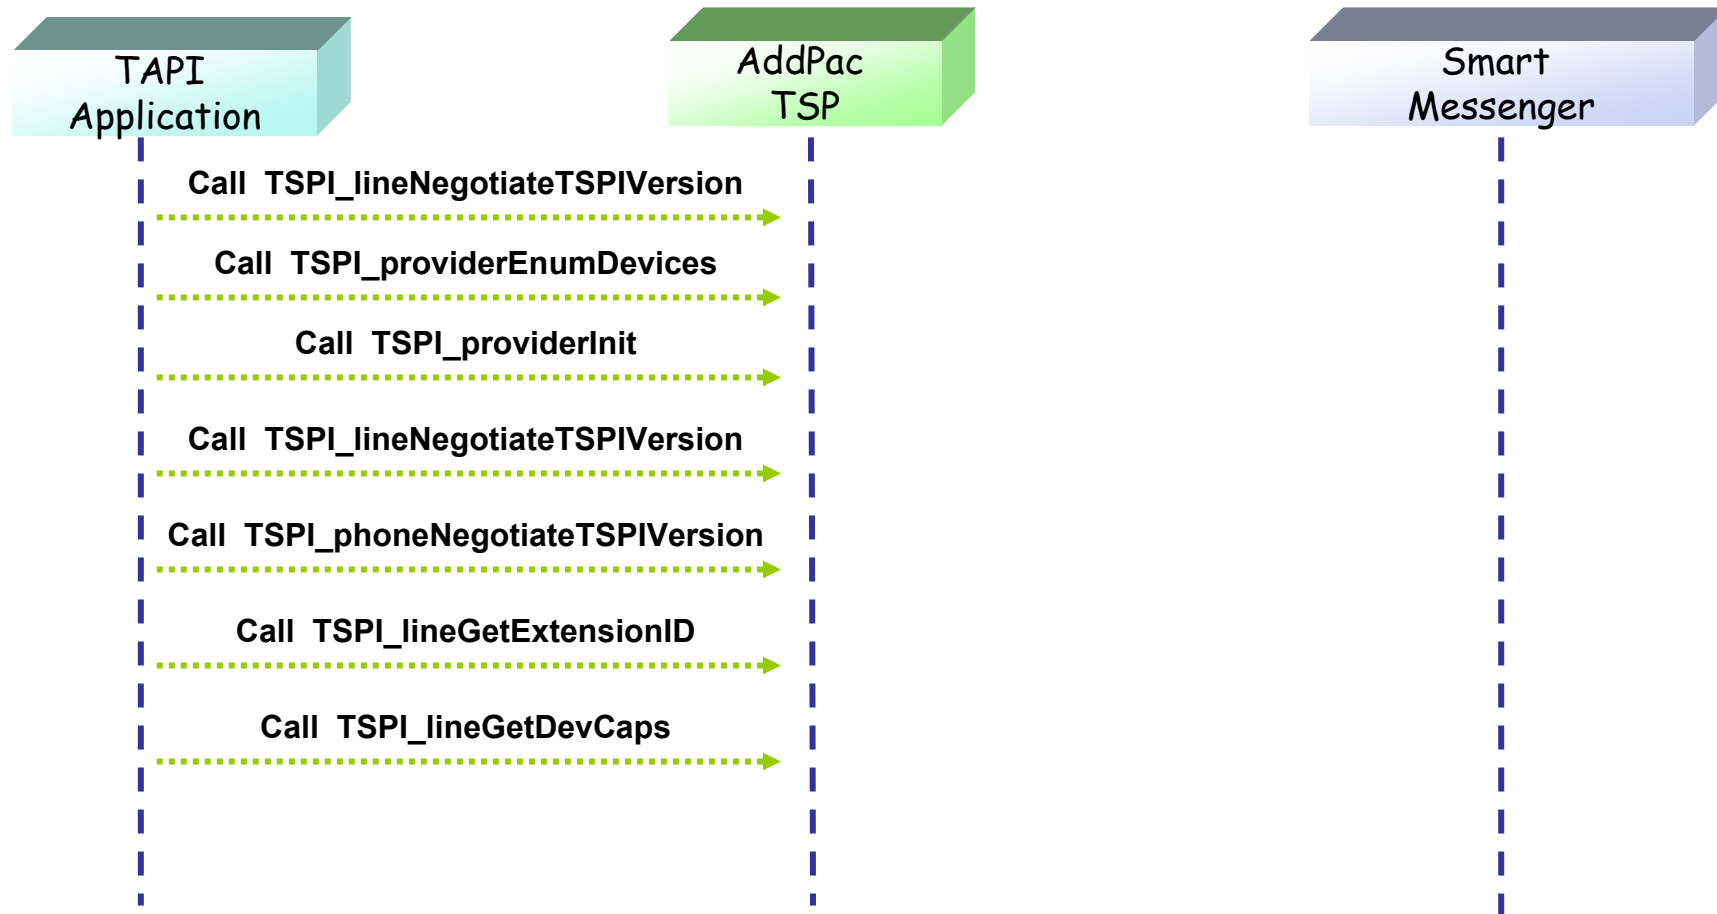 TAPI
Application
AddPac
TSP
Smart
Messenger
Call TSPI_lineNegotiateTSPIVersion
Call TSPI_providerEnumDevices
Call TSPI_providerInit
Call TSPI_lineNegotiateTSPIVersion
Call TSPI_phoneNegotiateTSPIVersion
Call TSPI_lineGetExtensionID
Call TSPI_lineGetDevCaps